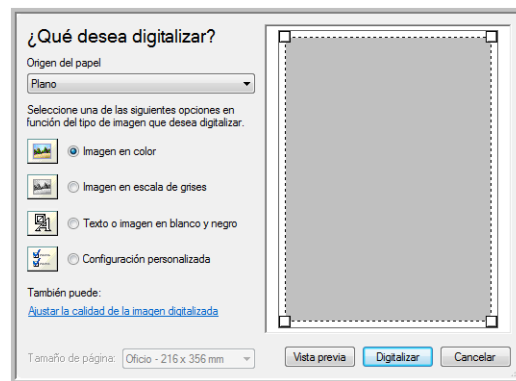 ¿Qué desea digitalizar?
Origen del papel
Plano
Seleccione una de las siguientes opciones en
función del tipo de imagen que desea digitalizar.
Imagen en color
Imagen en escala de grises
Texto o imagen en blanco y negro
Configuración personalizada
También puede:
Ajustar la calidad de la imagen digitalizada
Tamaño de página: Oficio - 216 x 356 mm
Vista previa Digitalizar Cancelar